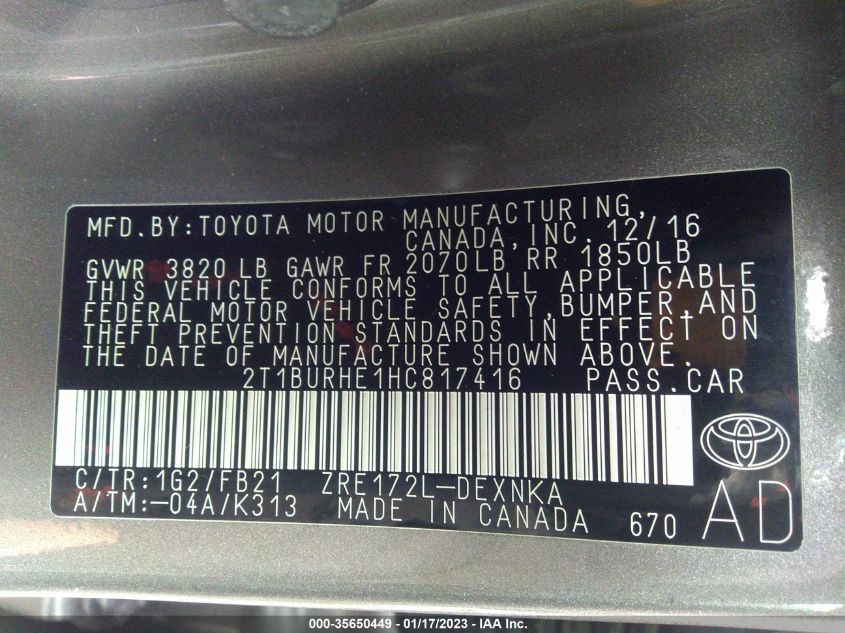 MFD.BY:TOYOTA MOTOR MANUFACTURING,
CANADA,INC. 12/16
GVWR 3820 LB GAWR FR 2070LB,RR 1850LB
THIS VEHICLE CONFORMS TO ALL APPLICABLE
FEDERAL MOTOR VEHICLE SAFETY,BUMPER,AND
THEFT PREVENTION STANDARDS IN EFFECT ON
THE DATE OF MANUFACTURE SHOWN ABOVE.
2T1BURHE1HC817416 PASS.CAR
C/TR:1G2/FB21 ZRE172L-DEXNKA
A/TM:-04A/K313 MADE IN CANADA 670 AD
000-35650449 — 01/17/2023 — IAA Inc.